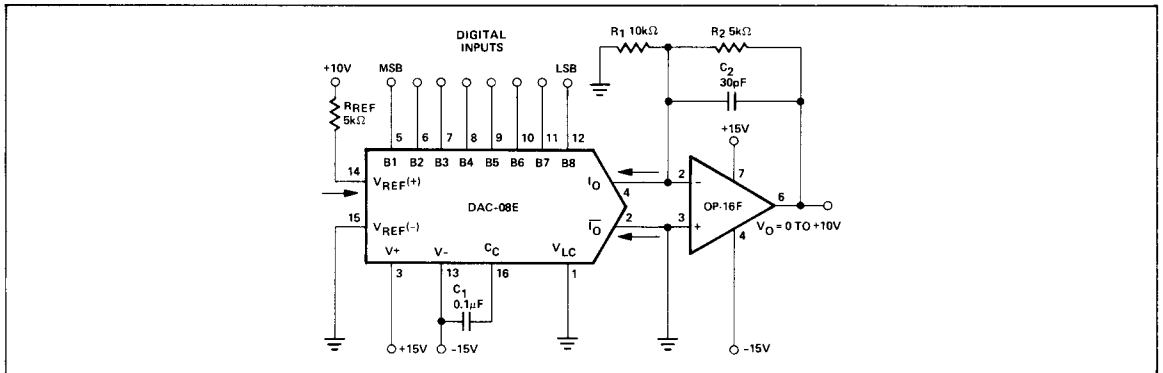 R1 10kΩ R2 5kΩ
DIGITAL
INPUTS
C2
30pF
+10V MSB LSB
+15V
RREF
5kΩ
5 6 7 8 9 10 11 12
B1 B2 B3 B4 B5 B6 B7 B8
14 VREF(+) IO 4 2 − 7
DAC-08E OP-16F 6
15 VREF(−) I̅O̅ 2 3 + 4 VO = 0 TO +10V
V+ V− CC VLC
3 13 16 1
C1
0.1µF
+15V −15V −15V